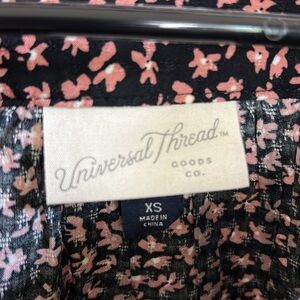 Universal Thread™
GOODS
CO.
XS
MADE IN
CHINA